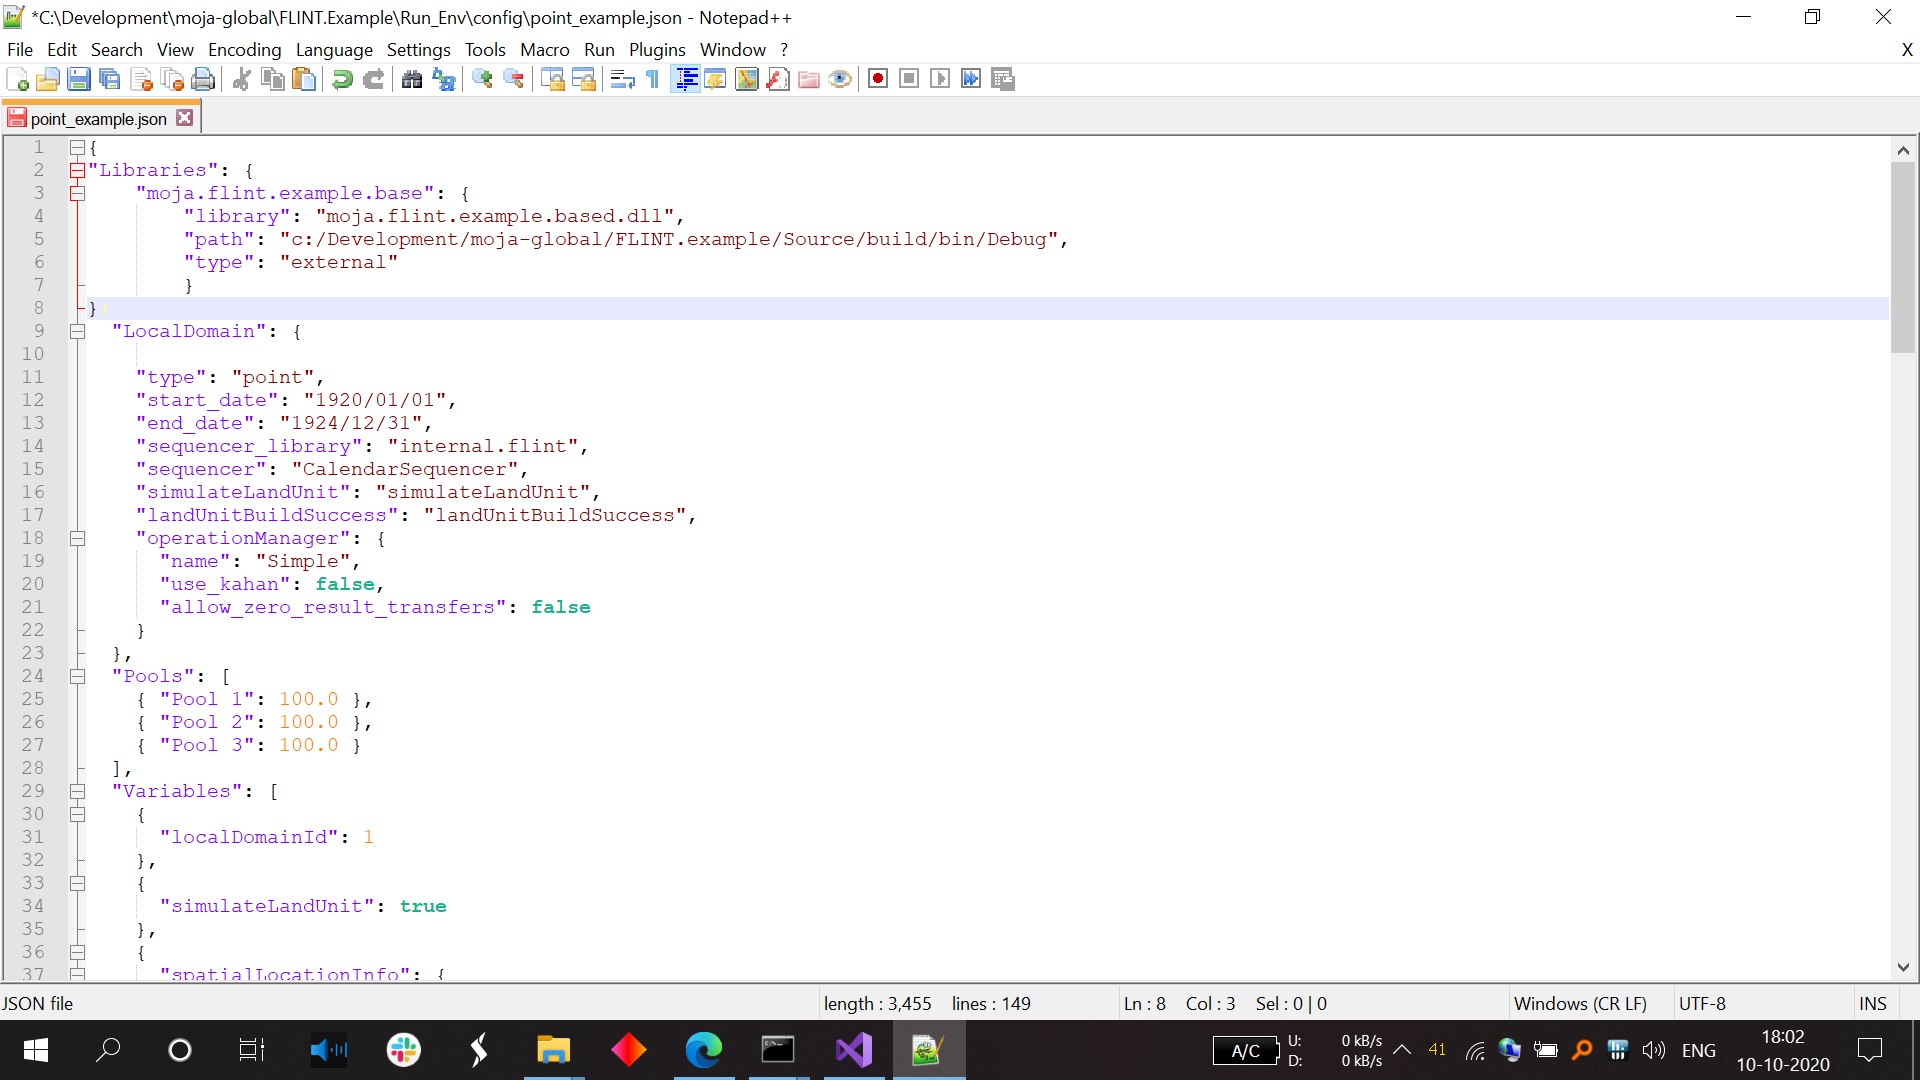 *C:\Development\moja-global\FLINT.Example\Run_Env\config\point_example.json - Notepad++
File Edit Search View Encoding Language Settings Tools Macro Run Plugins Window ? X
point_example.json
1 {
2 "Libraries": {
3 "moja.flint.example.base": {
4 "library": "moja.flint.example.based.dll",
5 "path": "c:/Development/moja-global/FLINT.example/Source/build/bin/Debug",
6 "type": "external"
7 }
8 },
9 "LocalDomain": {
10
11 "type": "point",
12 "start_date": "1920/01/01",
13 "end_date": "1924/12/31",
14 "sequencer_library": "internal.flint",
15 "sequencer": "CalendarSequencer",
16 "simulateLandUnit": "simulateLandUnit",
17 "landUnitBuildSuccess": "landUnitBuildSuccess",
18 "operationManager": {
19 "name": "Simple",
20 "use_kahan": false,
21 "allow_zero_result_transfers": false
22 }
23 },
24 "Pools": [
25 { "Pool 1": 100.0 },
26 { "Pool 2": 100.0 },
27 { "Pool 3": 100.0 }
28 ],
29 "Variables": [
30 {
31 "localDomainId": 1
32 },
33 {
34 "simulateLandUnit": true
35 },
36 {
37 "spatialLocationInfo": {
JSON file length : 3,455 lines : 149 Ln : 8 Col : 3 Sel : 0 | 0 Windows (CR LF) UTF-8 INS
A/C U: 0 kB/s 41 ENG 18:02
D: 0 kB/s 10-10-2020